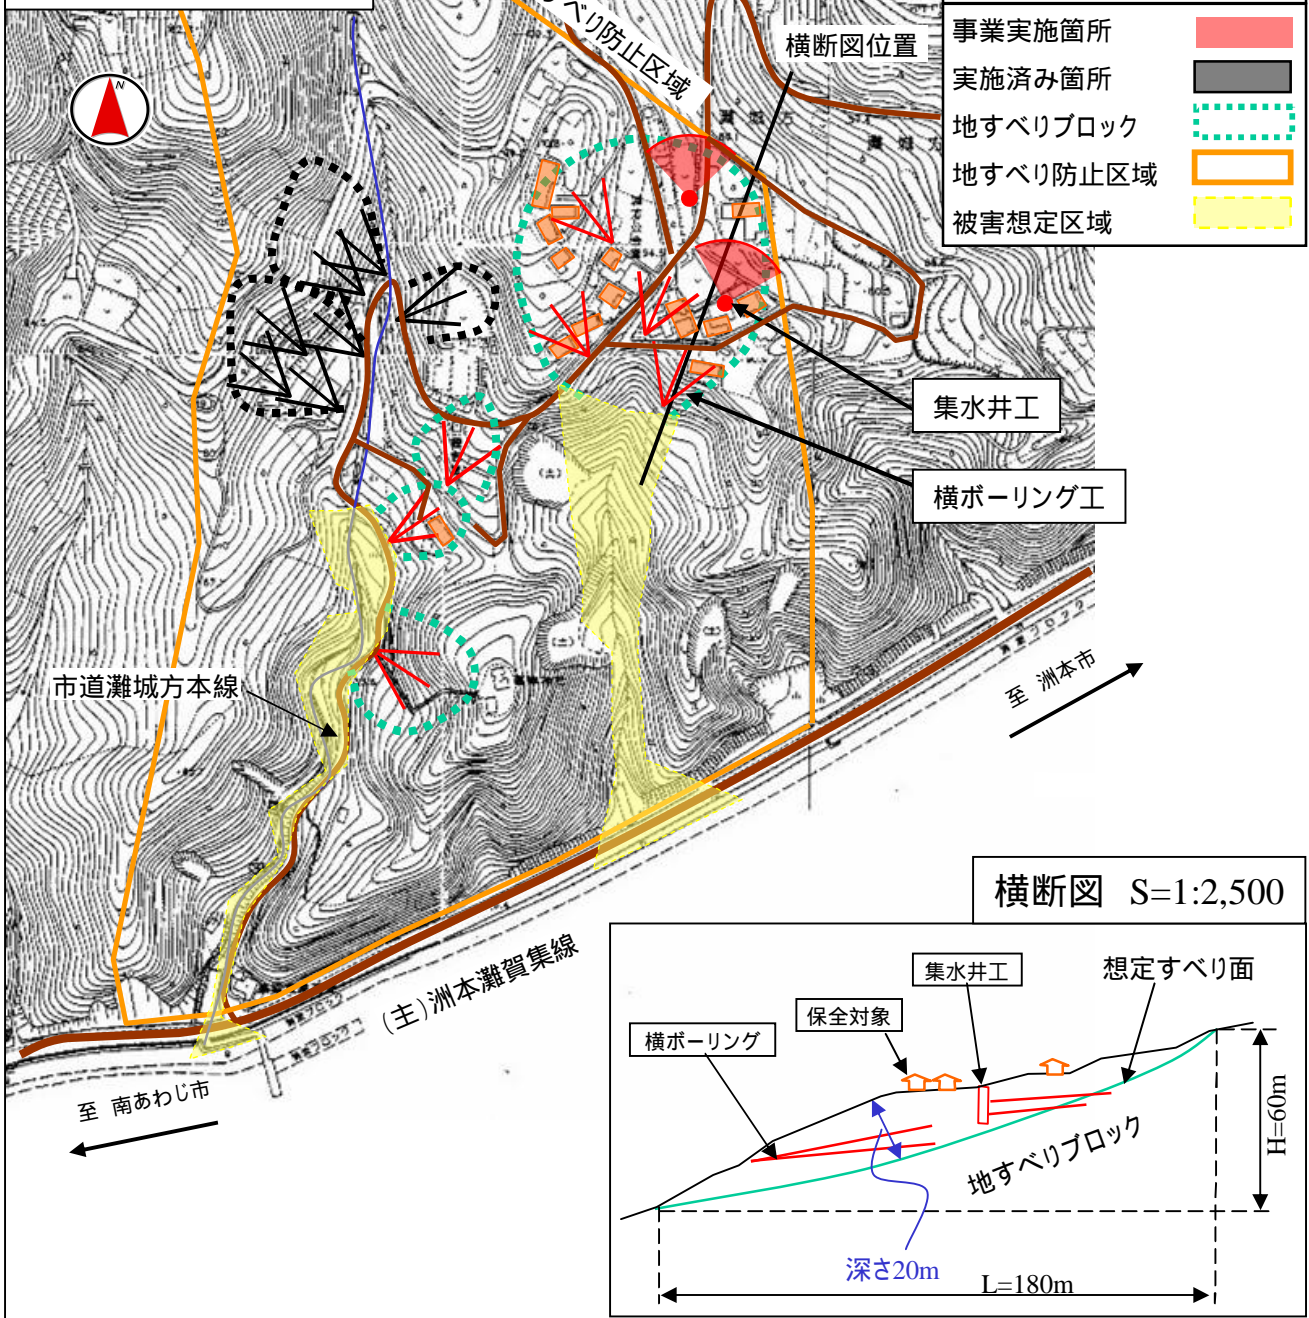 事業実施箇所
実施済み箇所
地すべりブロック
地すべり防止区域
被害想定区域
べり防止区域
横断図位置
N
集水井工
横ボーリング工
市道灘城方本線
至 洲本市
(主)洲本灘賀集線
至 南あわじ市
横断図 S=1:2,500
集水井工
想定すべり面
保全対象
横ボーリング
地すべりブロック
H=60m
深さ20m
L=180m